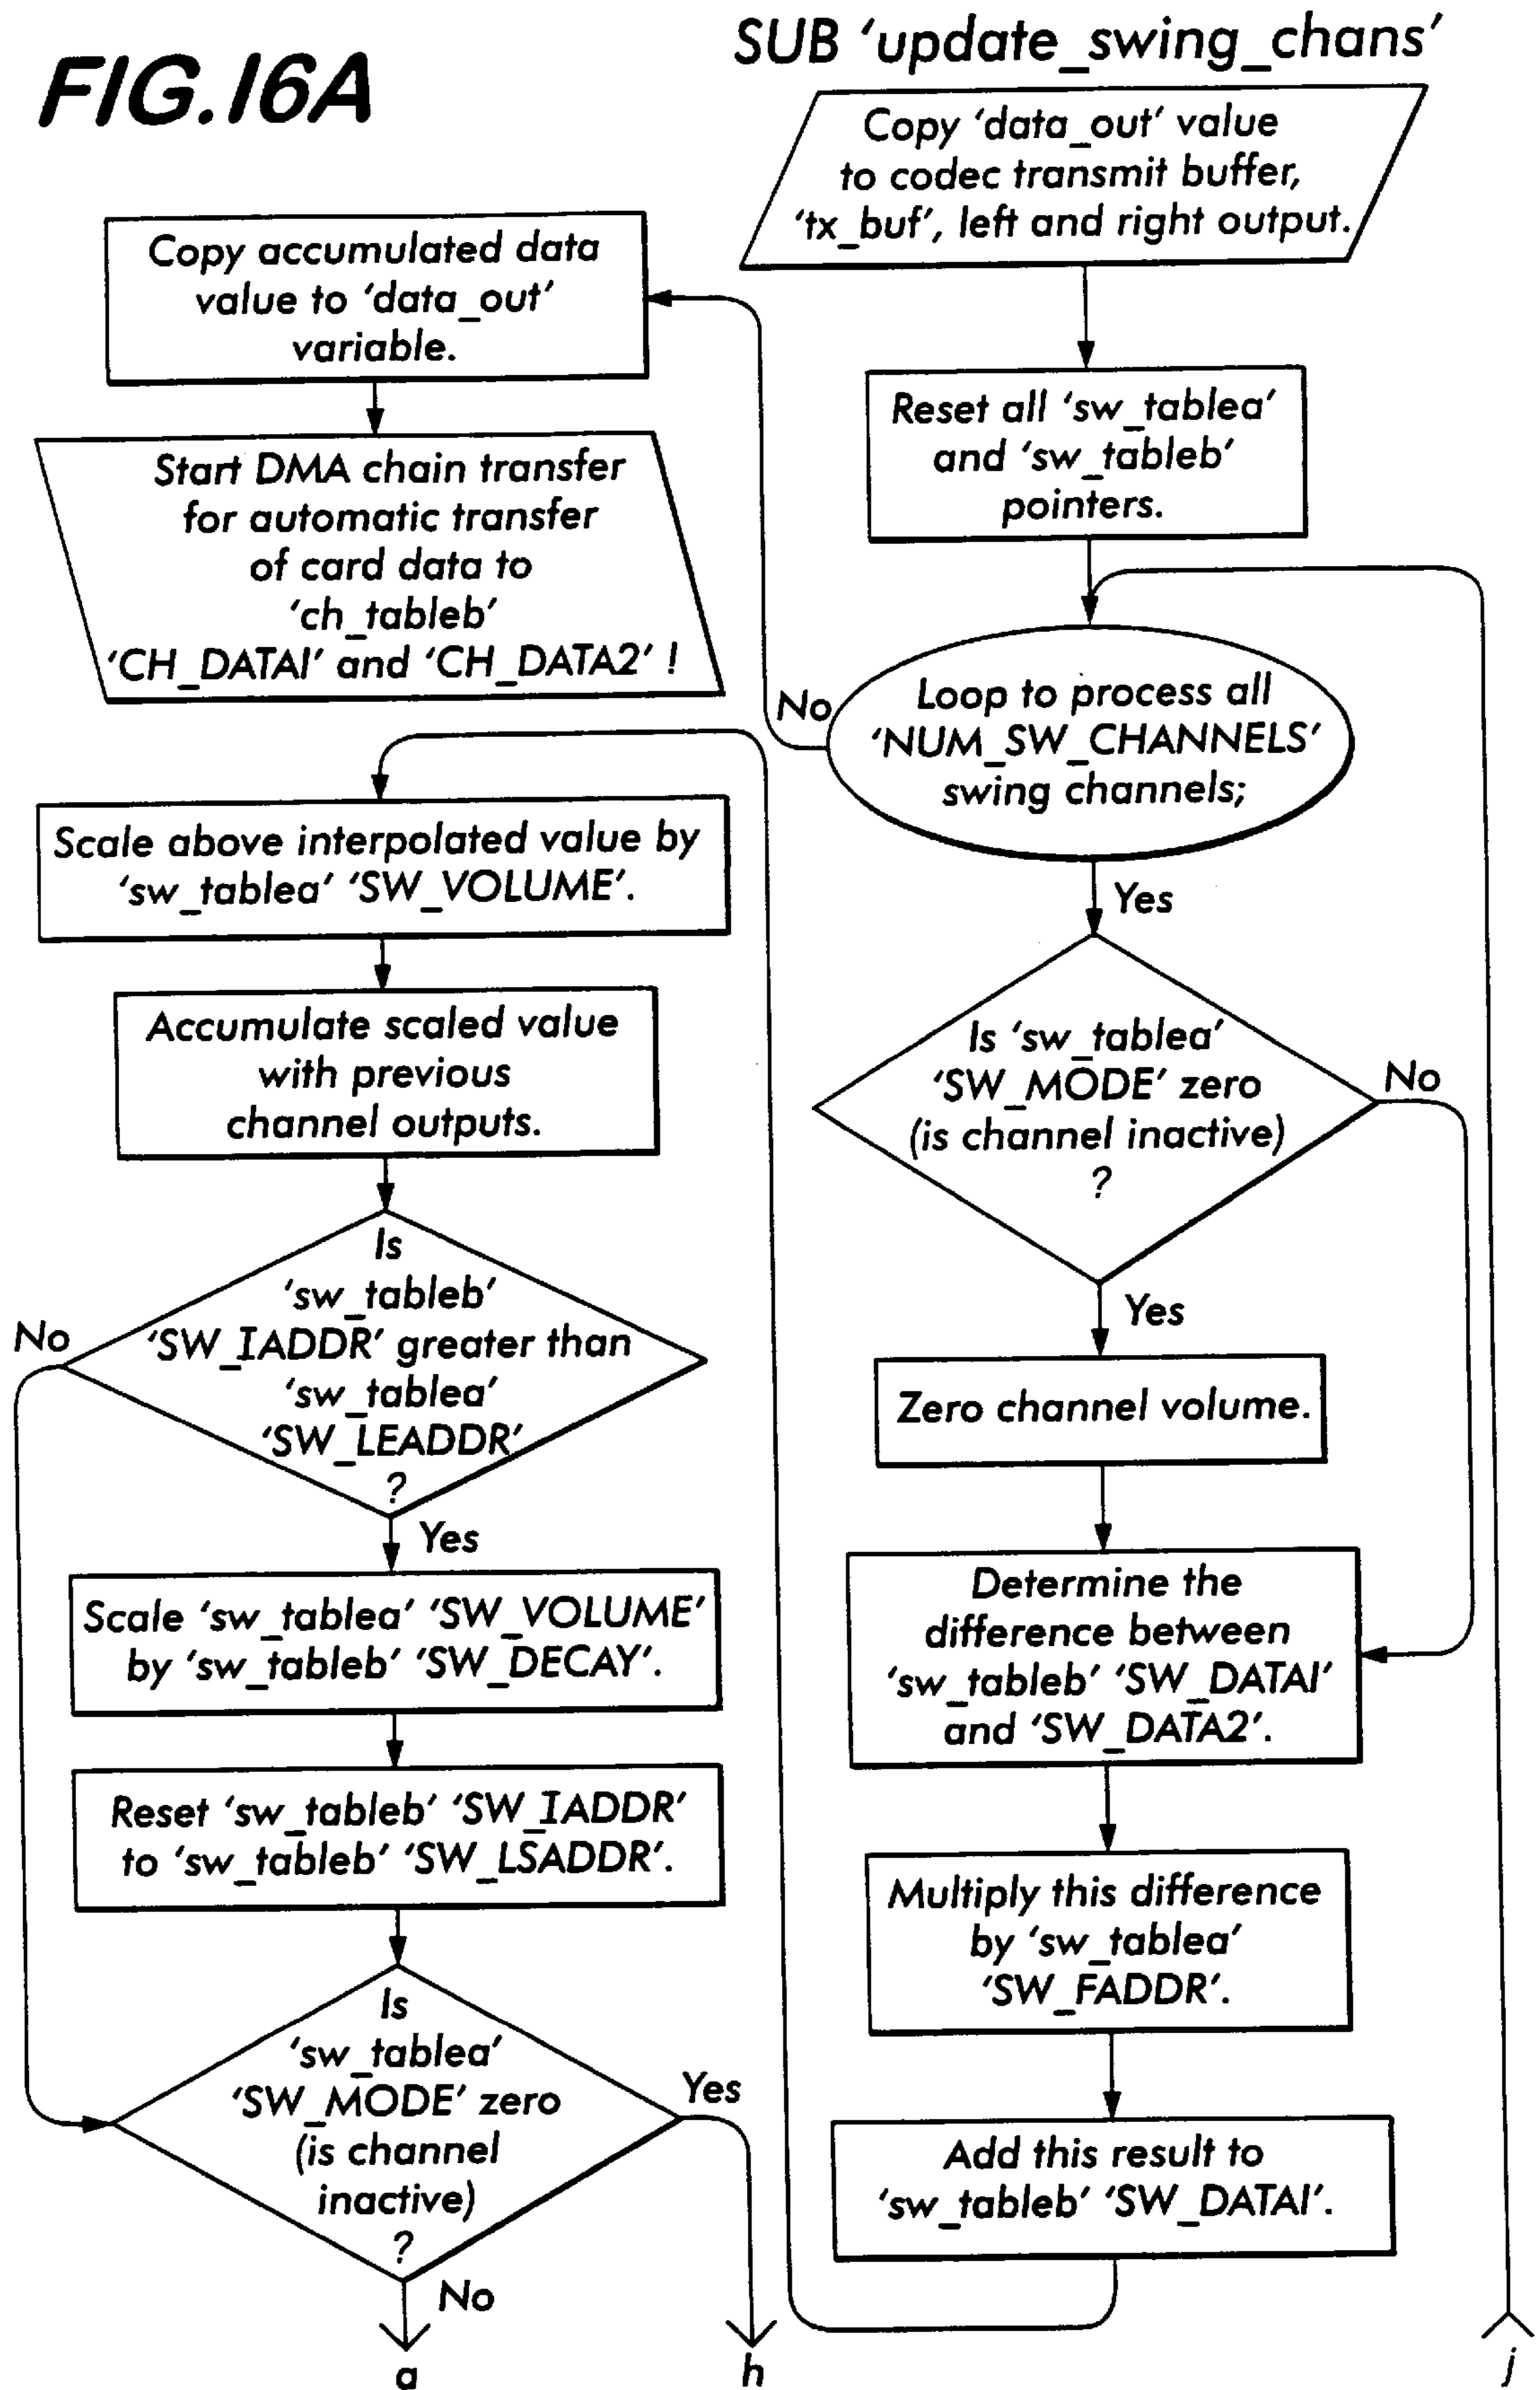 FIG.16A
SUB 'update_swing_chans'
Copy 'data_out' value
to codec transmit buffer,
'tx_buf', left and right output.
Reset all 'sw_tablea'
and 'sw_tableb'
pointers.
Loop to process all
'NUM_SW_CHANNELS'
swing channels;
No
Yes
Is 'sw_tablea'
'SW_MODE' zero
(is channel inactive)
?
No
Yes
Zero channel volume.
Determine the
difference between
'sw_tableb' 'SW_DATA1'
and 'SW_DATA2'.
Multiply this difference
by 'sw_tablea'
'SW_FADDR'.
Add this result to
'sw_tableb' 'SW_DATA1'.
Copy accumulated data
value to 'data_out'
variable.
Start DMA chain transfer
for automatic transfer
of card data to
'ch_tableb'
'CH_DATA1' and 'CH_DATA2' !
Scale above interpolated value by
'sw_tablea' 'SW_VOLUME'.
Accumulate scaled value
with previous
channel outputs.
Is
'sw_tableb'
'SW_IADDR' greater than
'sw_tablea'
'SW_LEADDR'
?
No
Yes
Scale 'sw_tablea' 'SW_VOLUME'
by 'sw_tableb' 'SW_DECAY'.
Reset 'sw_tableb' 'SW_IADDR'
to 'sw_tableb' 'SW_LSADDR'.
Is
'sw_tablea'
'SW_MODE' zero
(is channel
inactive)
?
Yes
No
a
h
j